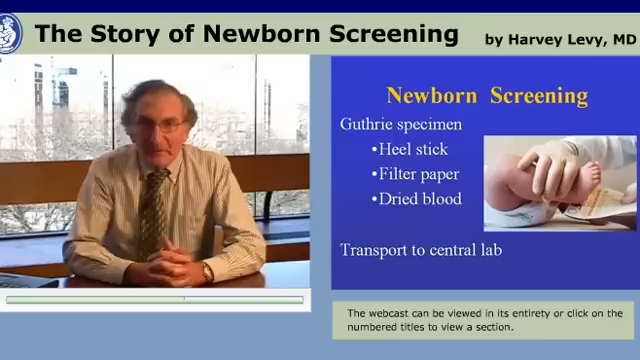 The Story of Newborn Screening
by Harvey Levy, MD
Newborn Screening
Guthrie specimen
•Heel stick
•Filter paper
•Dried blood
Transport to central lab
The webcast can be viewed in its entirety or click on the
numbered titles to view a section.